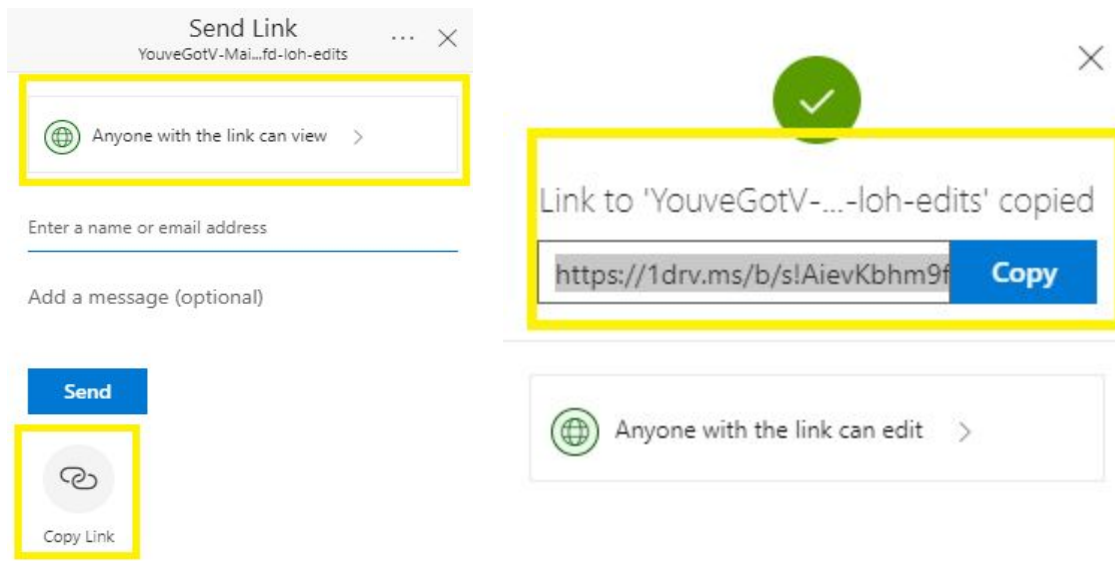 Send Link
YouveGotV-Mai...fd-loh-edits
Anyone with the link can view
Enter a name or email address
Add a message (optional)
Send
Copy Link
Link to 'YouveGotV-...-loh-edits' copied
https://1drv.ms/b/s!AievKbhm9f
Copy
Anyone with the link can edit